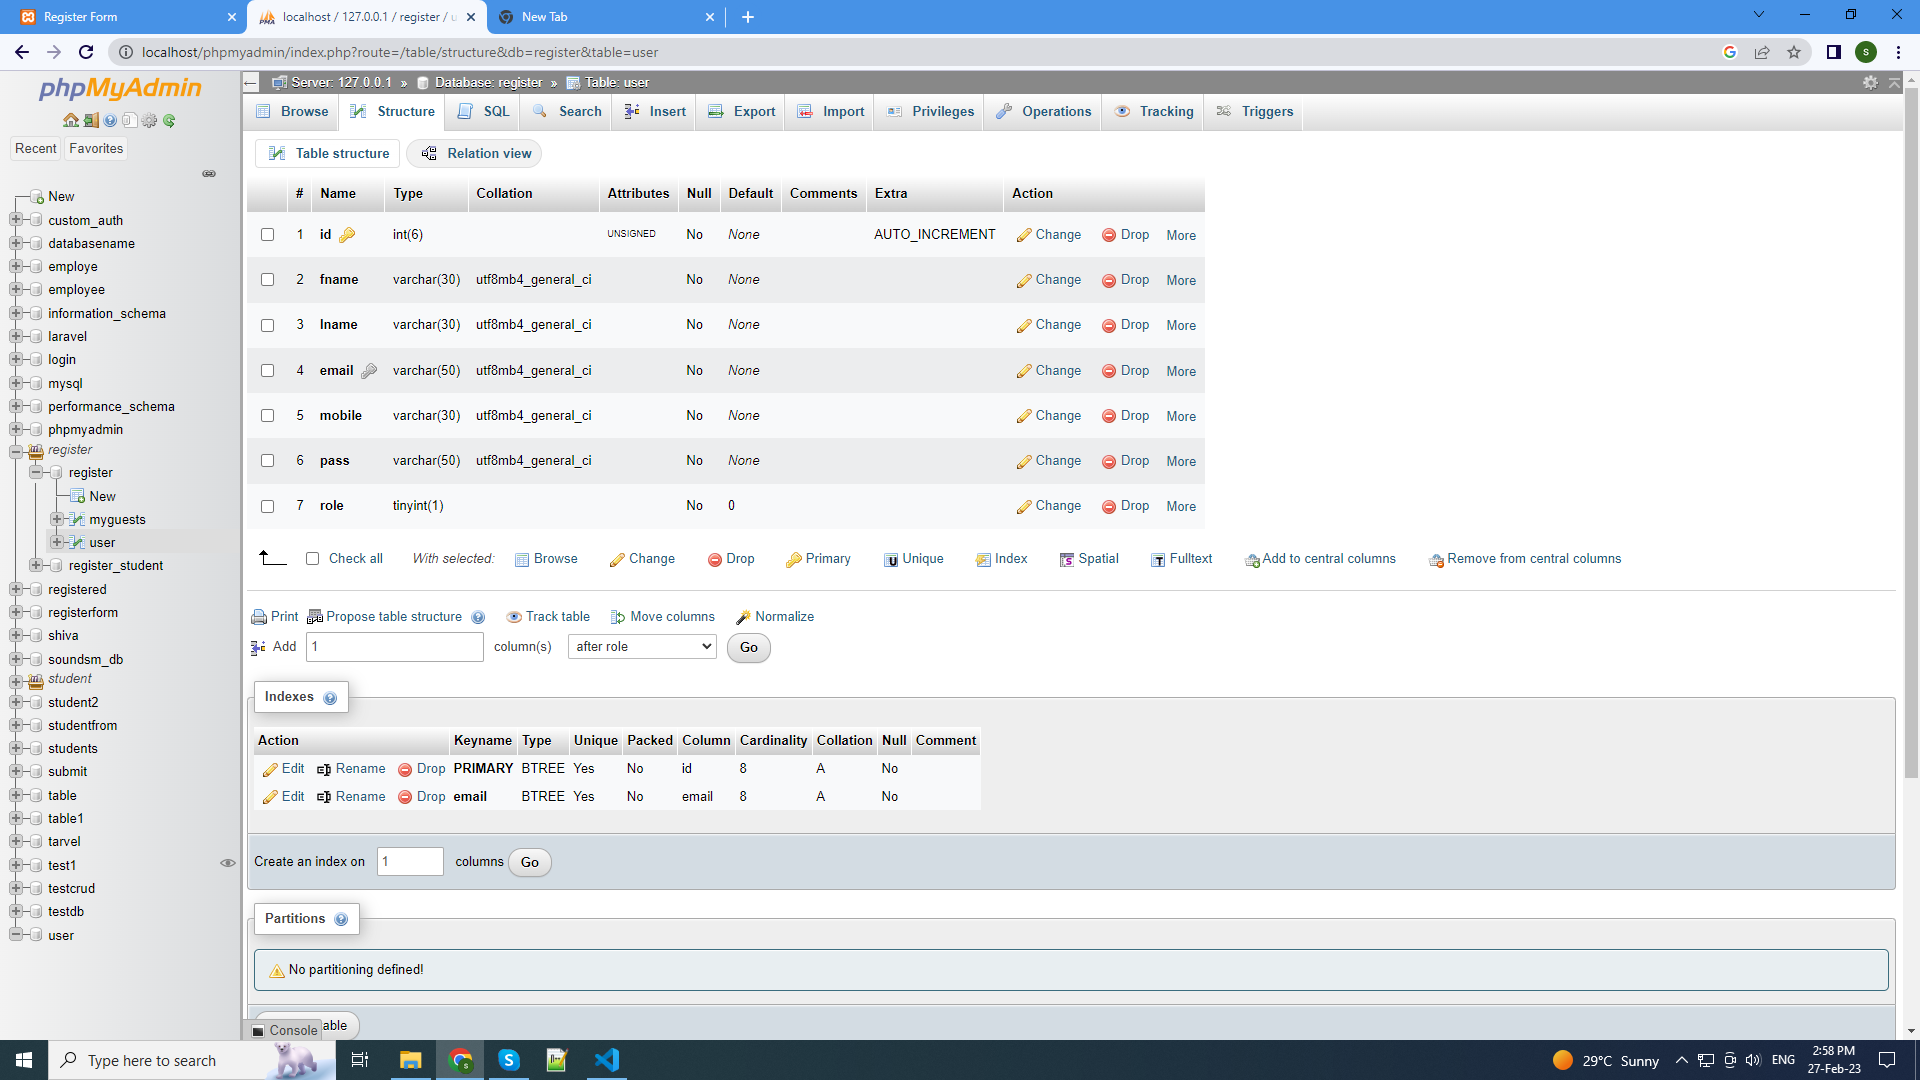 Register Form
localhost / 127.0.0.1 / register / u
New Tab
localhost/phpmyadmin/index.php?route=/table/structure&db=register&table=user
s
phpMyAdmin
Recent
Favorites
New
custom_auth
databasename
employe
employee
information_schema
laravel
login
mysql
performance_schema
phpmyadmin
register
register
New
myguests
user
register_student
registered
registerform
shiva
soundsm_db
student
student2
studentfrom
students
submit
table
table1
tarvel
test1
testcrud
testdb
user
Server: 127.0.0.1 » Database: register » Table: user
Browse Structure SQL Search Insert Export Import Privileges Operations Tracking Triggers
Table structure Relation view
# Name Type Collation Attributes Null Default Comments Extra Action
1 id int(6) UNSIGNED No None AUTO_INCREMENT Change Drop More
2 fname varchar(30) utf8mb4_general_ci No None Change Drop More
3 lname varchar(30) utf8mb4_general_ci No None Change Drop More
4 email varchar(50) utf8mb4_general_ci No None Change Drop More
5 mobile varchar(30) utf8mb4_general_ci No None Change Drop More
6 pass varchar(50) utf8mb4_general_ci No None Change Drop More
7 role tinyint(1) No 0 Change Drop More
Check all With selected: Browse Change Drop Primary Unique Index Spatial Fulltext Add to central columns Remove from central columns
Print Propose table structure Track table Move columns Normalize
Add 1 column(s) after role Go
Indexes
Action Keyname Type Unique Packed Column Cardinality Collation Null Comment
Edit Rename Drop PRIMARY BTREE Yes No id 8 A No
Edit Rename Drop email BTREE Yes No email 8 A No
Create an index on 1 columns Go
Partitions
No partitioning defined!
Console
able
Type here to search
29°C Sunny
ENG
2:58 PM
27-Feb-23